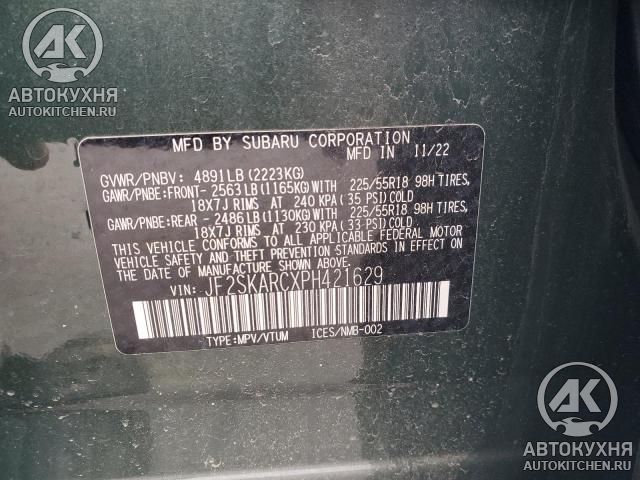 AK
АВТОКУХНЯ
AUTOKITCHEN.RU
MFD BY SUBARU CORPORATION
MFD IN 11/22
GVWR/PNBV: 4891LB (2223KG)
GAWR/PNBE:FRONT- 2563LB(1165KG)WITH 225/55R18 98H TIRES,
18X7J RIMS AT 240 KPA (35 PSI)COLD
GAWR/PNBE:REAR - 2486LB(1130KG)WITH 225/55R18 98H TIRES,
18X7J RIMS AT 230 KPA (33 PSI)COLD
THIS VEHICLE CONFORMS TO ALL APPLICABLE FEDERAL MOTOR
VEHICLE SAFETY AND THEFT PREVENTION STANDARDS IN EFFECT
ON THE DATE OF MANUFACTURE SHOWN ABOVE.
VIN: JF2SKARCXPH421629
TYPE:MPV/VTUM ICES/NMB-002
AK
АВТОКУХНЯ
AUTOKITCHEN.RU